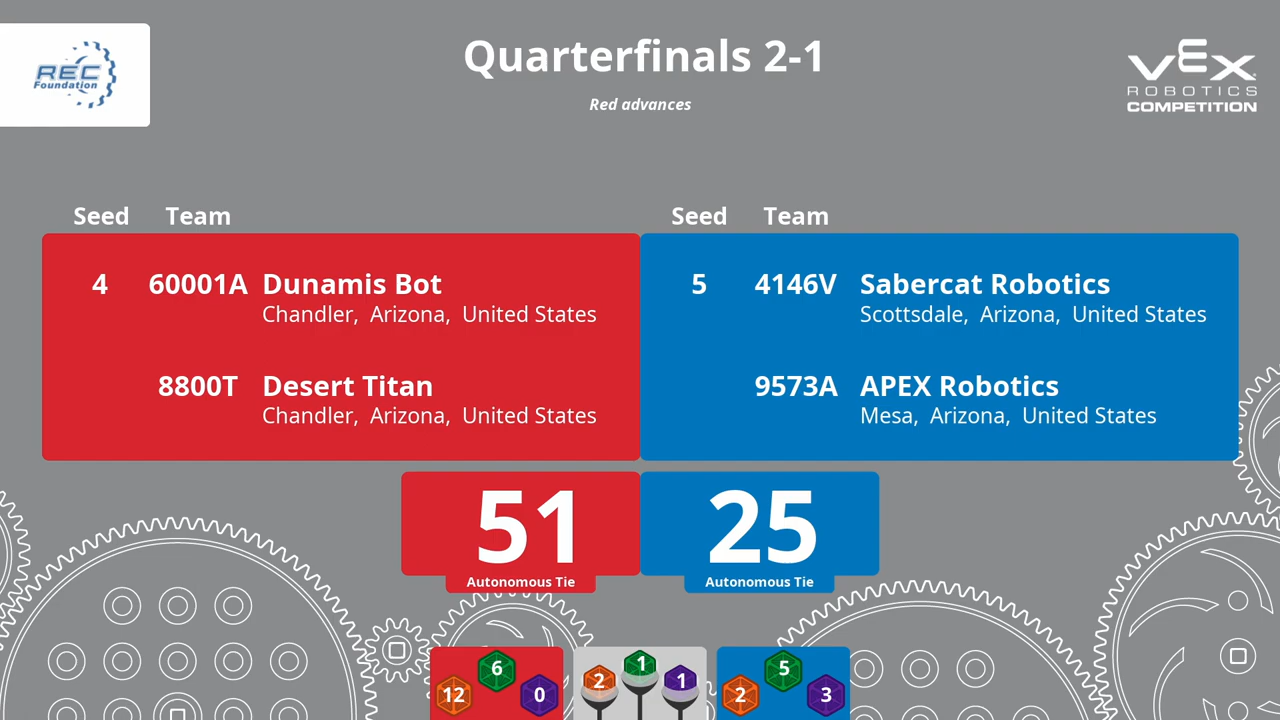 REC
Foundation
Quarterfinals 2-1
Red advances
VEX
ROBOTICS
COMPETITION
Seed Team
Seed Team
4 60001A Dunamis Bot
Chandler, Arizona, United States
8800T Desert Titan
Chandler, Arizona, United States
5 4146V Sabercat Robotics
Scottsdale, Arizona, United States
9573A APEX Robotics
Mesa, Arizona, United States
51 25
Autonomous Tie Autonomous Tie
6
12 0
1
2 1
5
2 3